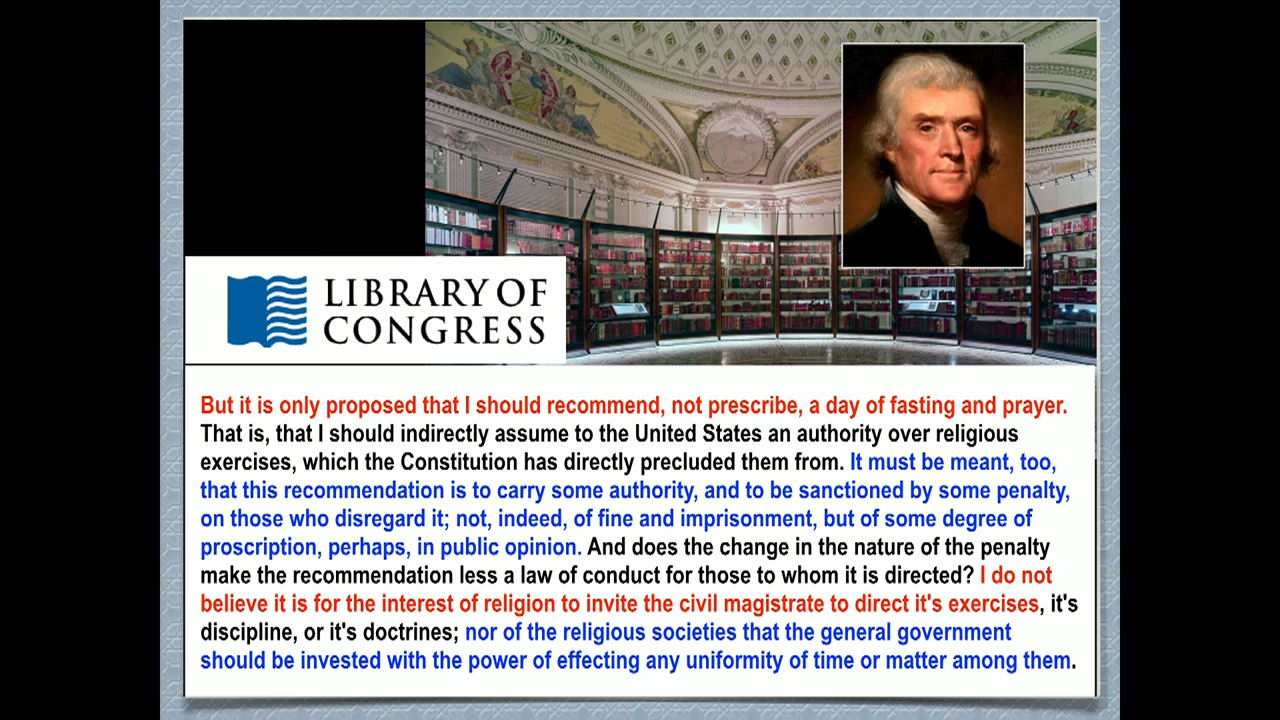 LIBRARY OF
CONGRESS
But it is only proposed that I should recommend, not prescribe, a day of fasting and prayer.
That is, that I should indirectly assume to the United States an authority over religious
exercises, which the Constitution has directly precluded them from. It must be meant, too,
that this recommendation is to carry some authority, and to be sanctioned by some penalty,
on those who disregard it; not, indeed, of fine and imprisonment, but of some degree of
proscription, perhaps, in public opinion. And does the change in the nature of the penalty
make the recommendation less a law of conduct for those to whom it is directed? I do not
believe it is for the interest of religion to invite the civil magistrate to direct it's exercises, it's
discipline, or it's doctrines; nor of the religious societies that the general government
should be invested with the power of effecting any uniformity of time or matter among them.